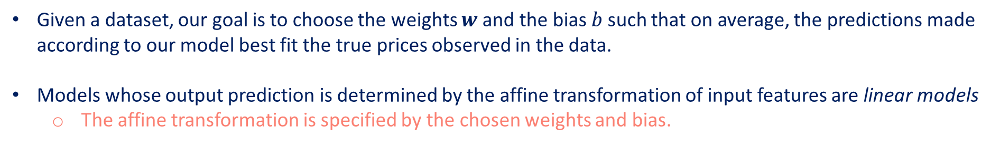 • Given a dataset, our goal is to choose the weights w and the bias b such that on average, the predictions made
according to our model best fit the true prices observed in the data.
• Models whose output prediction is determined by the affine transformation of input features are linear models
○ The affine transformation is specified by the chosen weights and bias.